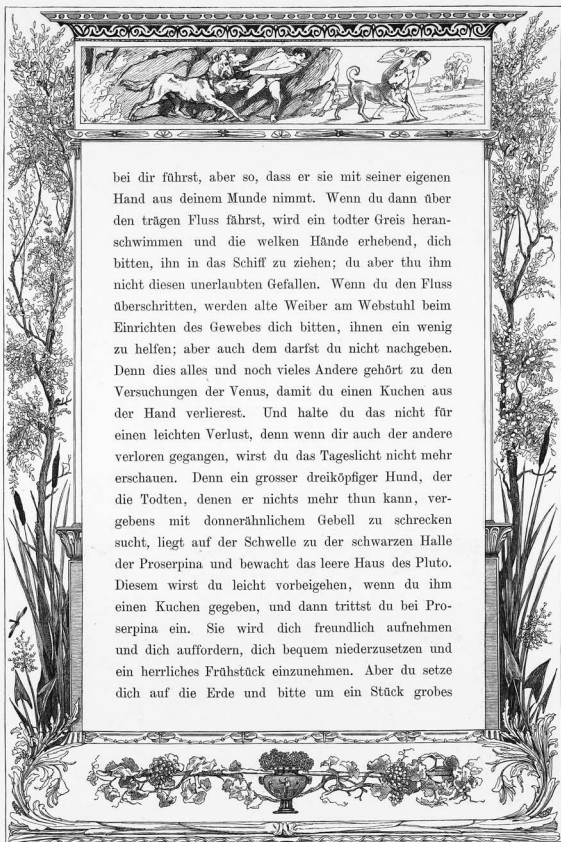 bei dir führst, aber so, dass er sie mit seiner eigenen
Hand aus deinem Munde nimmt. Wenn du dann über
den trägen Fluss fährst, wird ein todter Greis heran-
schwimmen und die welken Hände erhebend, dich
bitten, ihn in das Schiff zu ziehen; du aber thu ihm
nicht diesen unerlaubten Gefallen. Wenn du den Fluss
überschritten, werden alte Weiber am Webstuhl beim
Einrichten des Gewebes dich bitten, ihnen ein wenig
zu helfen; aber auch dem darfst du nicht nachgeben.
Denn dies alles und noch vieles Andere gehört zu den
Versuchungen der Venus, damit du einen Kuchen aus
der Hand verlierest. Und halte du das nicht für
einen leichten Verlust, denn wenn dir auch der andere
verloren gegangen, wirst du das Tageslicht nicht mehr
erschauen. Denn ein grosser dreiköpfiger Hund, der
die Todten, denen er nichts mehr thun kann, ver-
gebens mit donnerähnlichem Gebell zu schrecken
sucht, liegt auf der Schwelle zu der schwarzen Halle
der Proserpina und bewacht das leere Haus des Pluto.
Diesem wirst du leicht vorbeigehen, wenn du ihm
einen Kuchen gegeben, und dann trittst du bei Pro-
serpina ein. Sie wird dich freundlich aufnehmen
und dich auffordern, dich bequem niederzusetzen und
ein herrliches Frühstück einzunehmen. Aber du setze
dich auf die Erde und bitte um ein Stück grobes